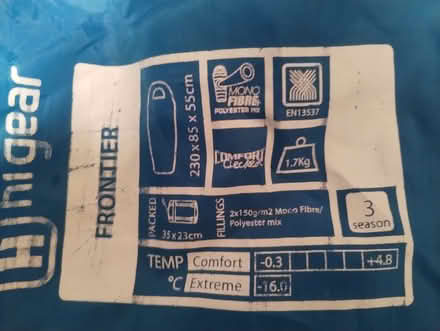 hi gear
FRONTIER
230 x 85 x 55cm
MONO
FIBRE
POLYESTER MIX
EN13537
COMFORT
Checked
1,7Kg
PACKED
35x23cm
FILLINGS
2x150g/m2 Mono Fibre/
Polyester mix
3
season
TEMP Comfort -0.3 +4.8
°C Extreme -16.0